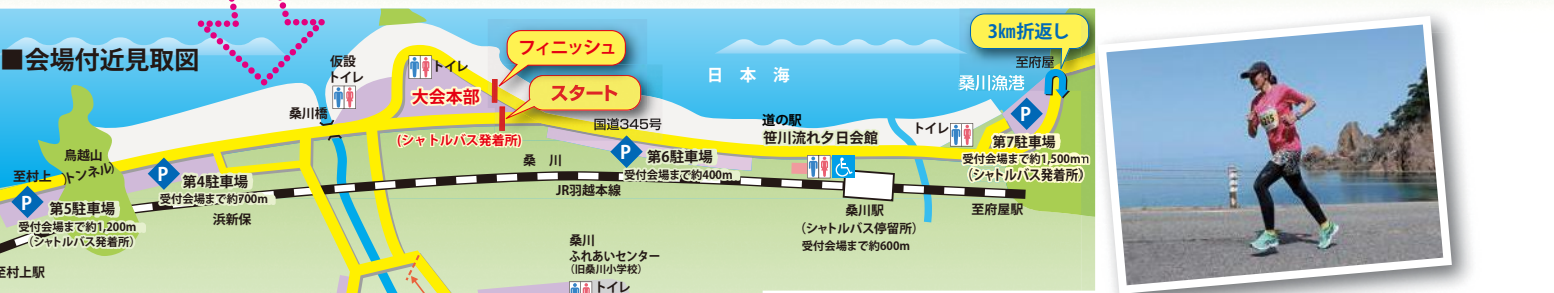 ■会場付近見取図
仮設
トイレ
トイレ
フィニッシュ
スタート
大会本部
(シャトルバス発着所)
桑川橋
日本海
3km折返し
至府屋
桑川漁港
P
第7駐車場
受付会場まで約1,500m
(シャトルバス発着所)
トイレ
道の駅
笹川流れ夕日会館
国道345号
P
第6駐車場
受付会場まで約400m
桑川
JR羽越本線
鳥越山
トンネル
至村上
P
第5駐車場
受付会場まで約1,200m
(シャトルバス発着所)
P
第4駐車場
受付会場まで約700m
浜新保
桑川駅
(シャトルバス停留所)
受付会場まで約600m
至府屋駅
桑川
ふれあいセンター
(旧桑川小学校)
トイレ
至村上駅